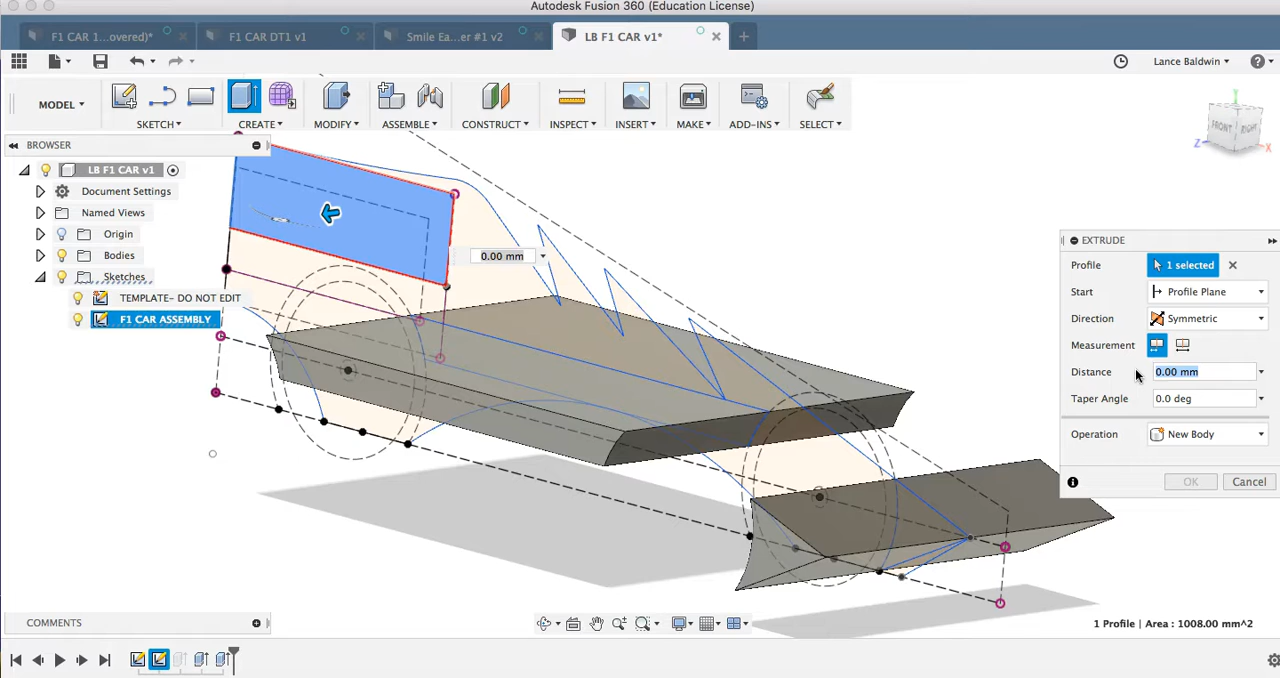 Autodesk Fusion 360 (Education License)
F1 CAR 1...overed)*
F1 CAR DT1 v1
Smile Ea...er #1 v2
LB F1 CAR v1*
Lance Baldwin
MODEL
SKETCH
CREATE
MODIFY
ASSEMBLE
CONSTRUCT
INSPECT
INSERT
MAKE
ADD-INS
SELECT
BROWSER
LB F1 CAR v1
Document Settings
Named Views
Origin
Bodies
Sketches
TEMPLATE- DO NOT EDIT
F1 CAR ASSEMBLY
0.00 mm
FRONT
RIGHT
Y
Z
X
EXTRUDE
Profile 1 selected
Start Profile Plane
Direction Symmetric
Measurement
Distance 0.00 mm
Taper Angle 0.0 deg
Operation New Body
OK Cancel
COMMENTS
1 Profile | Area : 1008.00 mm^2